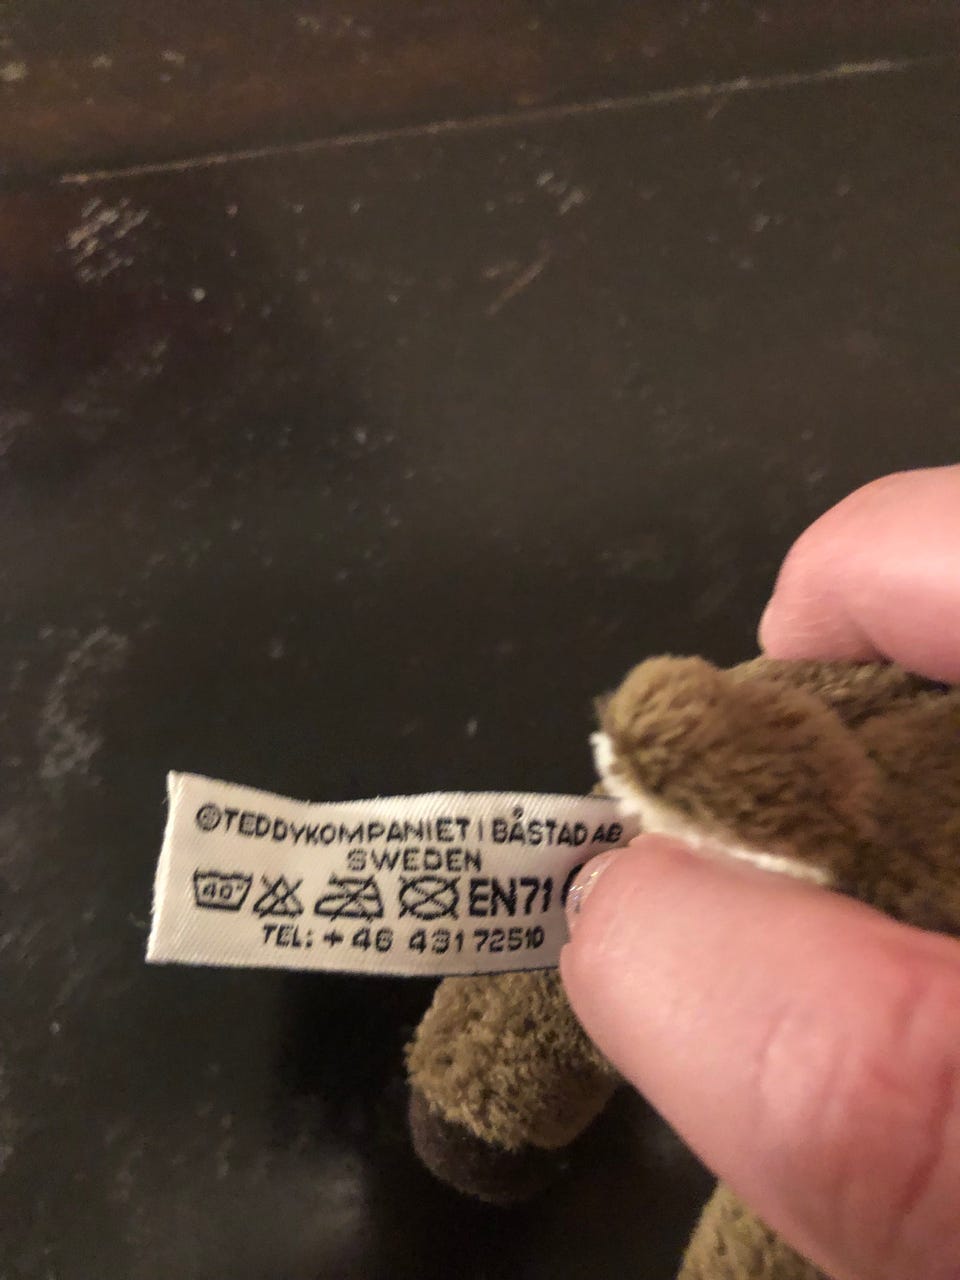 ©TEDDYKOMPANIET I BÅSTAD AB
SWEDEN
40° EN71
TEL: +46 431 72510